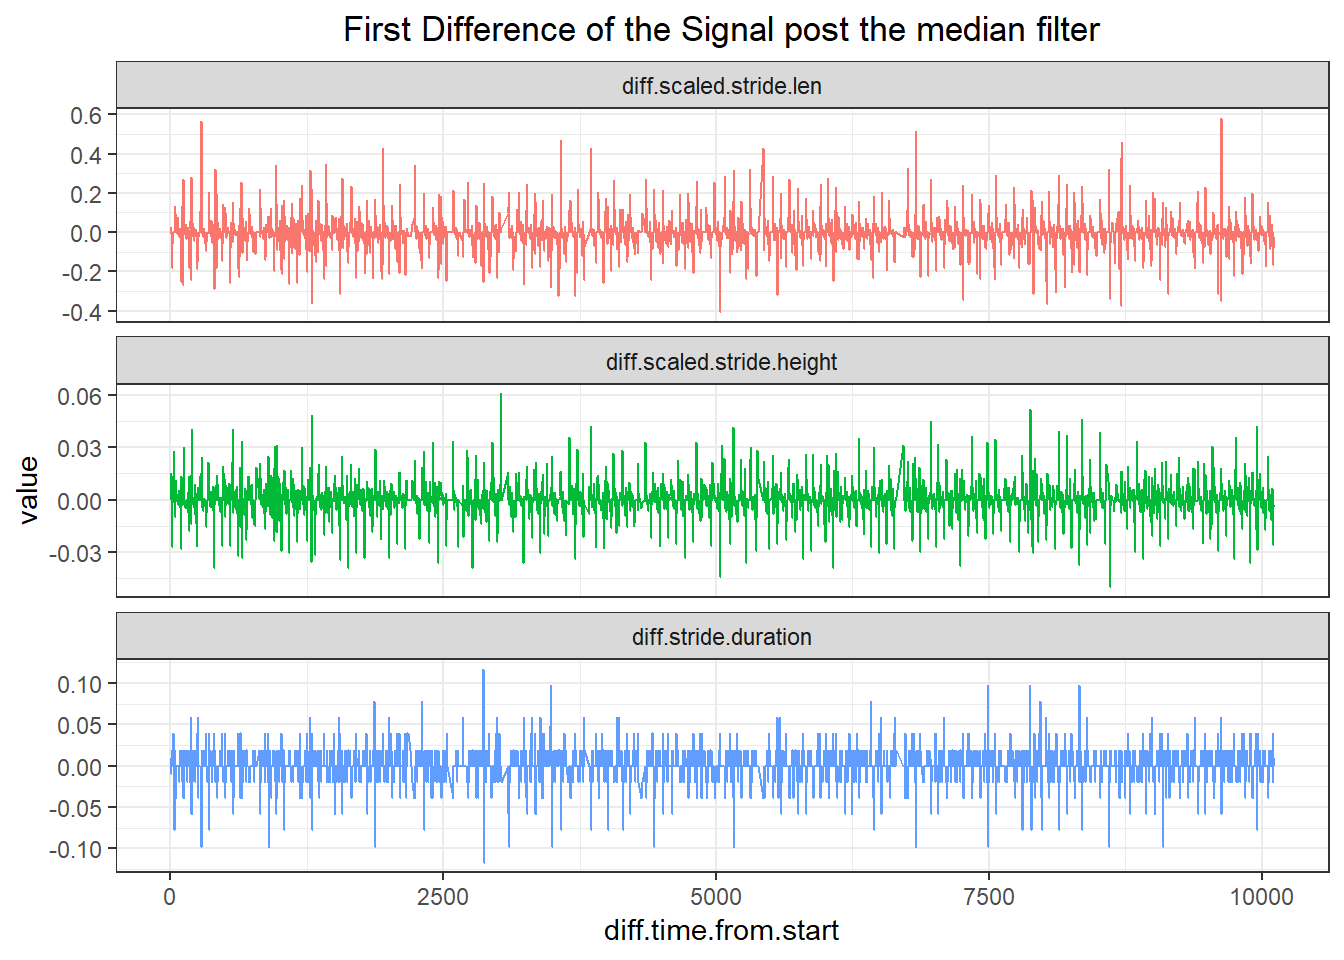 First Difference of the Signal post the median filter
diff.scaled.stride.len
0.6
0.4
0.2
0.0
-0.2
-0.4
diff.scaled.stride.height
0.06
0.03
0.00
-0.03
value
diff.stride.duration
0.10
0.05
0.00
-0.05
-0.10
0 2500 5000 7500 10000
diff.time.from.start